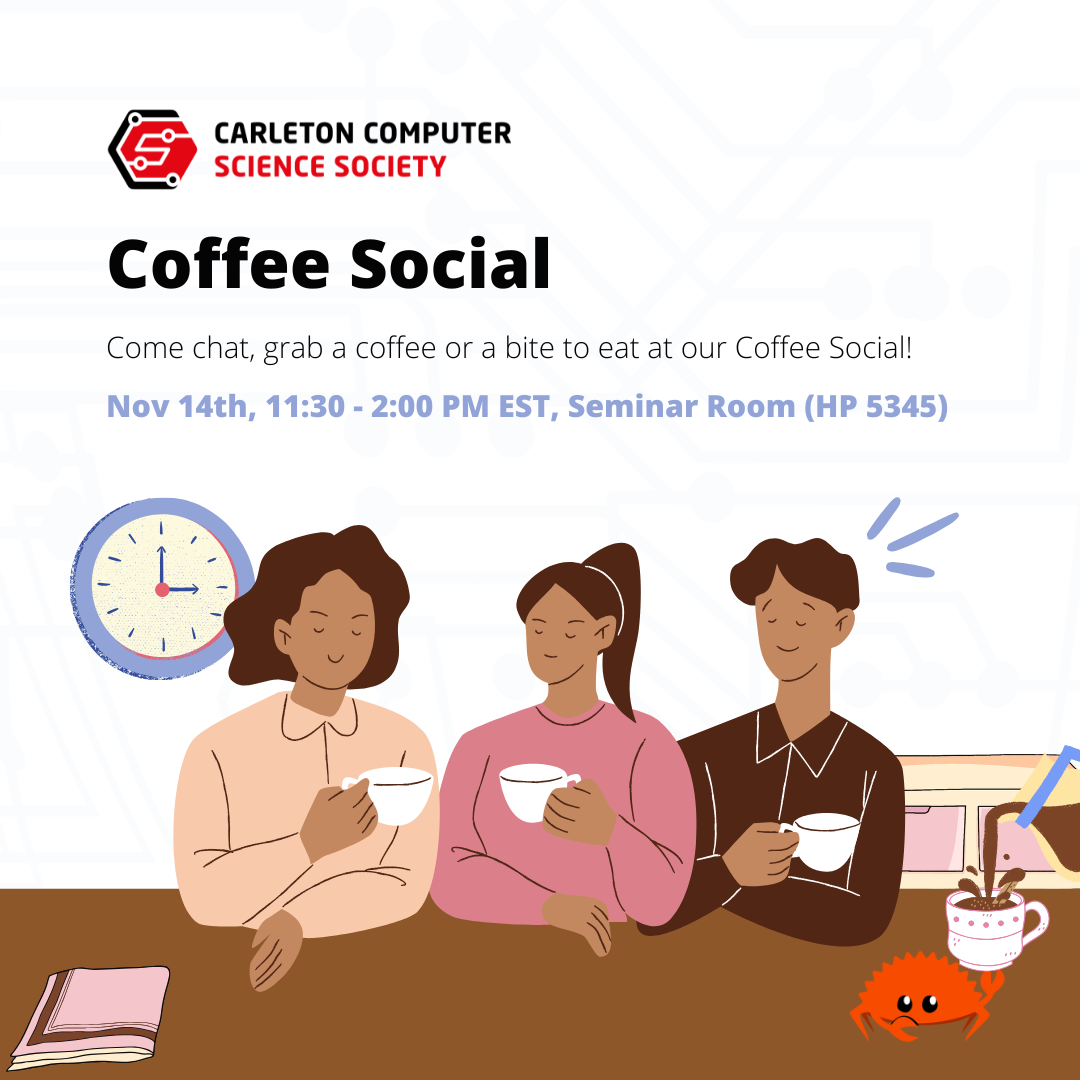 CARLETON COMPUTER
SCIENCE SOCIETY
Coffee Social
Come chat, grab a coffee or a bite to eat at our Coffee Social!
Nov 14th, 11:30 - 2:00 PM EST, Seminar Room (HP 5345)